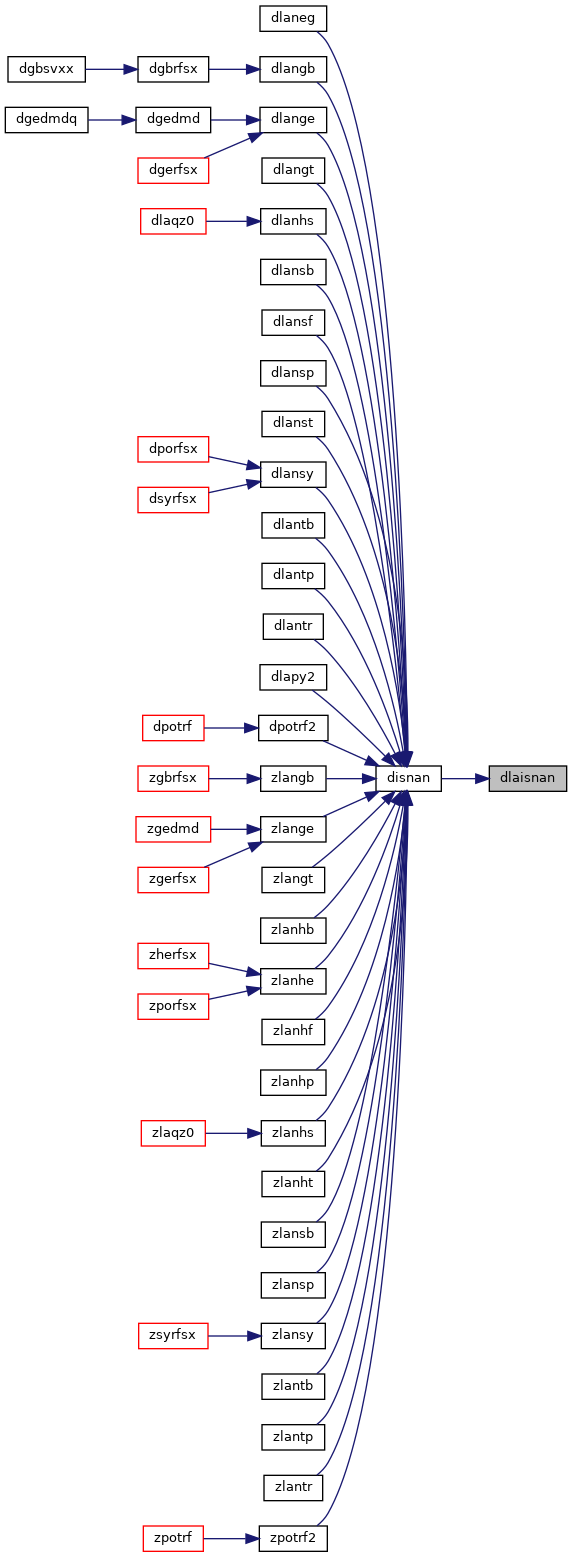 dlaneg
dgbsvxx dgbrfsx dlangb
dgedmdq dgedmd dlange
dgerfsx dlangt
dlaqz0 dlanhs
dlansb
dlansf
dlansp
dlanst
dporfsx dlansy
dsyrfsx
dlantb
dlantp
dlantr
dlapy2
dpotrf dpotrf2
zgbrfsx zlangb disnan dlaisnan
zgedmd zlange
zgerfsx zlangt
zlanhb
zherfsx zlanhe
zporfsx
zlanhf
zlanhp
zlaqz0 zlanhs
zlanht
zlansb
zlansp
zsyrfsx zlansy
zlantb
zlantp
zlantr
zpotrf zpotrf2